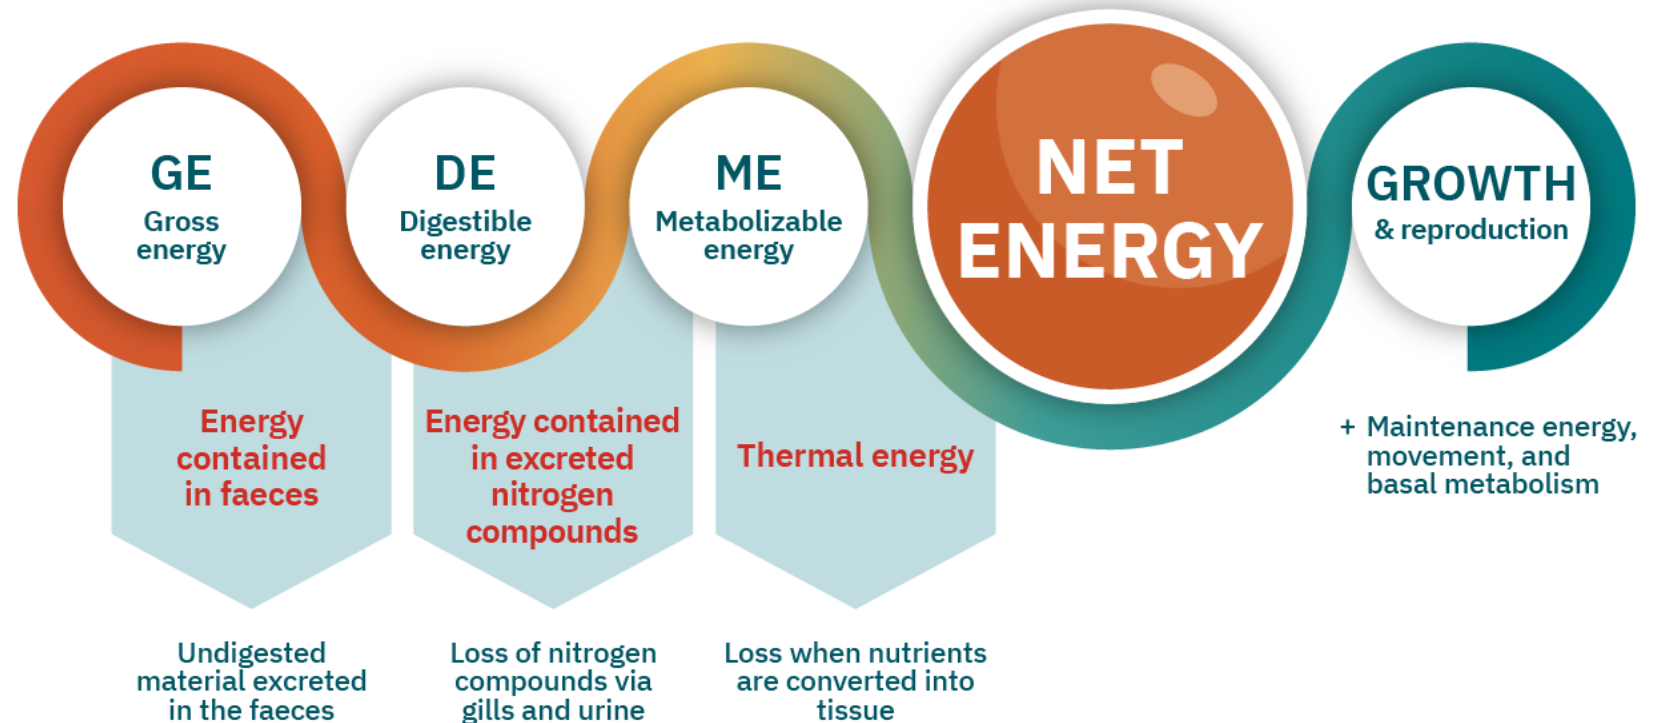 GE
Gross
energy
DE
Digestible
energy
ME
Metabolizable
energy
NET
ENERGY
GROWTH
& reproduction
Energy
contained
in faeces
Energy contained
in excreted
nitrogen
compounds
Thermal energy
+ Maintenance energy,
movement, and
basal metabolism
Undigested
material excreted
in the faeces
Loss of nitrogen
compounds via
gills and urine
Loss when nutrients
are converted into
tissue